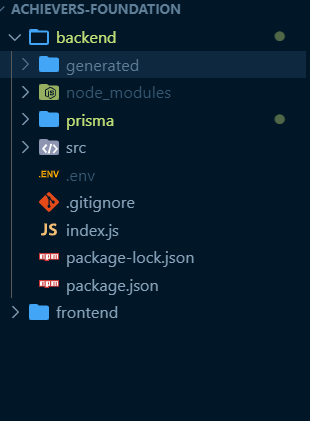 ACHIEVERS-FOUNDATION
backend
generated
node_modules
prisma
src
.ENV .env
.gitignore
JS index.js
npm package-lock.json
npm package.json
frontend